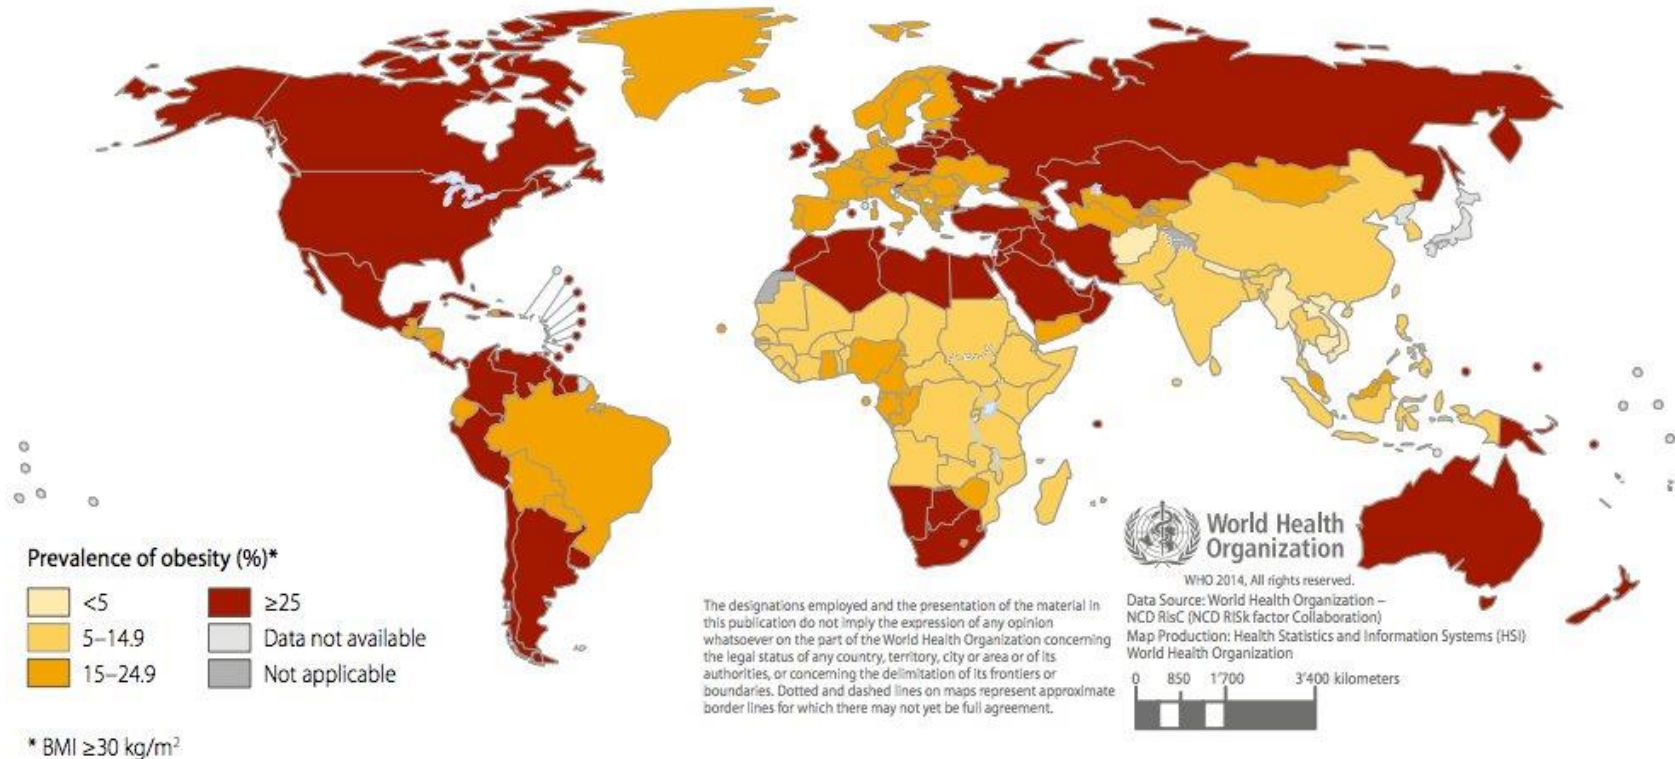 Prevalence of obesity (%)*
<5
5–14.9
15–24.9
≥25
Data not available
Not applicable
* BMI ≥30 kg/m²
The designations employed and the presentation of the material in
this publication do not imply the expression of any opinion
whatsoever on the part of the World Health Organization concerning
the legal status of any country, territory, city or area or of its
authorities, or concerning the delimitation of its frontiers or
boundaries. Dotted and dashed lines on maps represent approximate
border lines for which there may not yet be full agreement.
World Health
Organization
WHO 2014, All rights reserved.
Data Source: World Health Organization –
NCD RisC (NCD RISk factor Collaboration)
Map Production: Health Statistics and Information Systems (HSI)
World Health Organization
0 850 1'700 3'400 kilometers